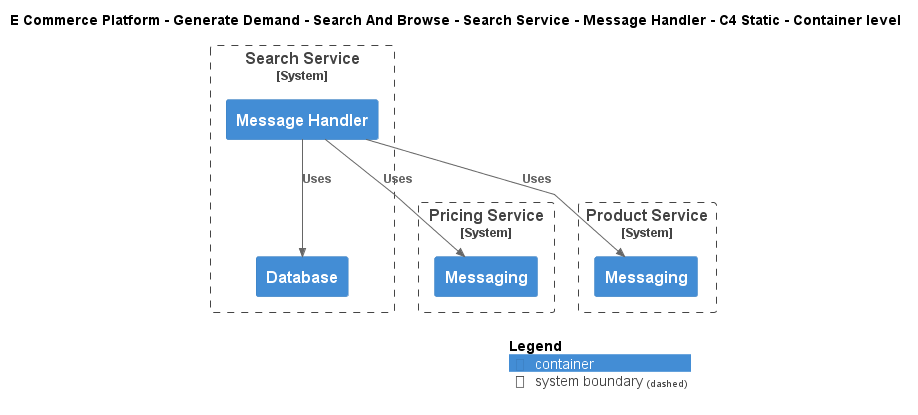 E Commerce Platform - Generate Demand - Search And Browse - Search Service - Message Handler - C4 Static - Container level
Search Service
[System]
Message Handler
Uses
Uses
Uses
Pricing Service
[System]
Product Service
[System]
Database
Messaging
Messaging
Legend
container
system boundary (dashed)